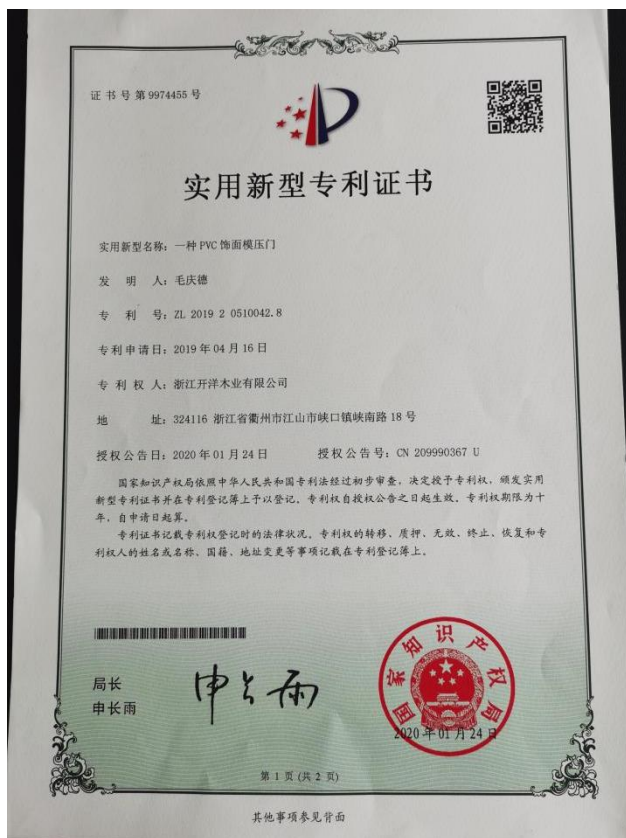 证书号第9974455号
实用新型专利证书
实用新型名称：一种PVC饰面模压门
发明人：毛庆德
专利号：ZL 2019 2 0510042.8
专利申请日：2019年04月16日
专利权人：浙江开洋木业有限公司
地址：324116 浙江省衢州市江山市峡口镇峡南路18号
授权公告日：2020年01月24日 授权公告号：CN 209990367 U
国家知识产权局依照中华人民共和国专利法经过初步审查，决定授予专利权，颁发实用
新型专利证书并在专利登记簿上予以登记。专利权自授权公告之日起生效。专利权期限为十
年，自申请日起算。
专利证书记载专利权登记时的法律状况。专利权的转移、质押、无效、终止、恢复和专
利权人的姓名或名称、国籍、地址变更等事项记载在专利登记簿上。
局长
申长雨
申长雨
国家知识产权局
2020年01月24日
第1页(共2页)
其他事项参见背面